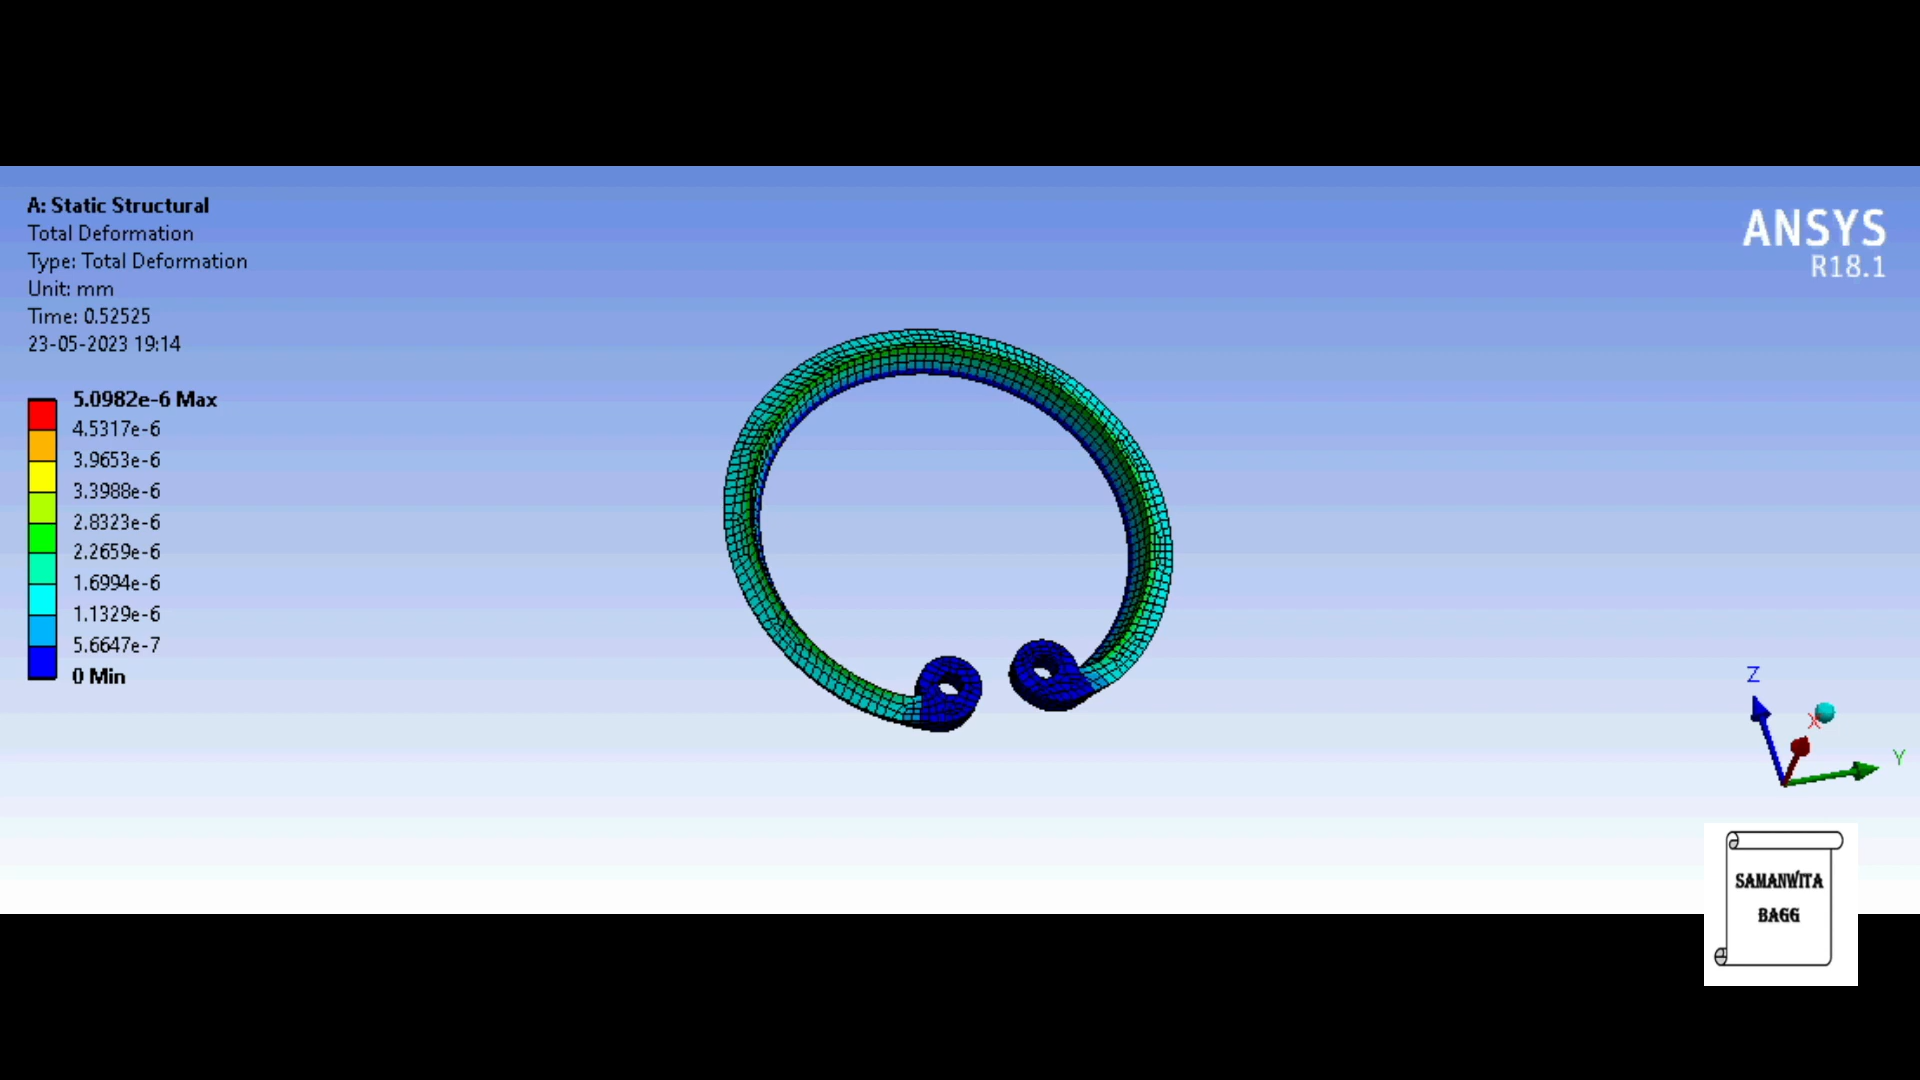 A: Static Structural
Total Deformation
Type: Total Deformation
Unit: mm
Time: 0.52525
23-05-2023 19:14
5.0982e-6 Max
4.5317e-6
3.9653e-6
3.3988e-6
2.8323e-6
2.2659e-6
1.6994e-6
1.1329e-6
5.6647e-7
0 Min
ANSYS
R18.1
Z
X
Y
SAMANWITA
BAGG